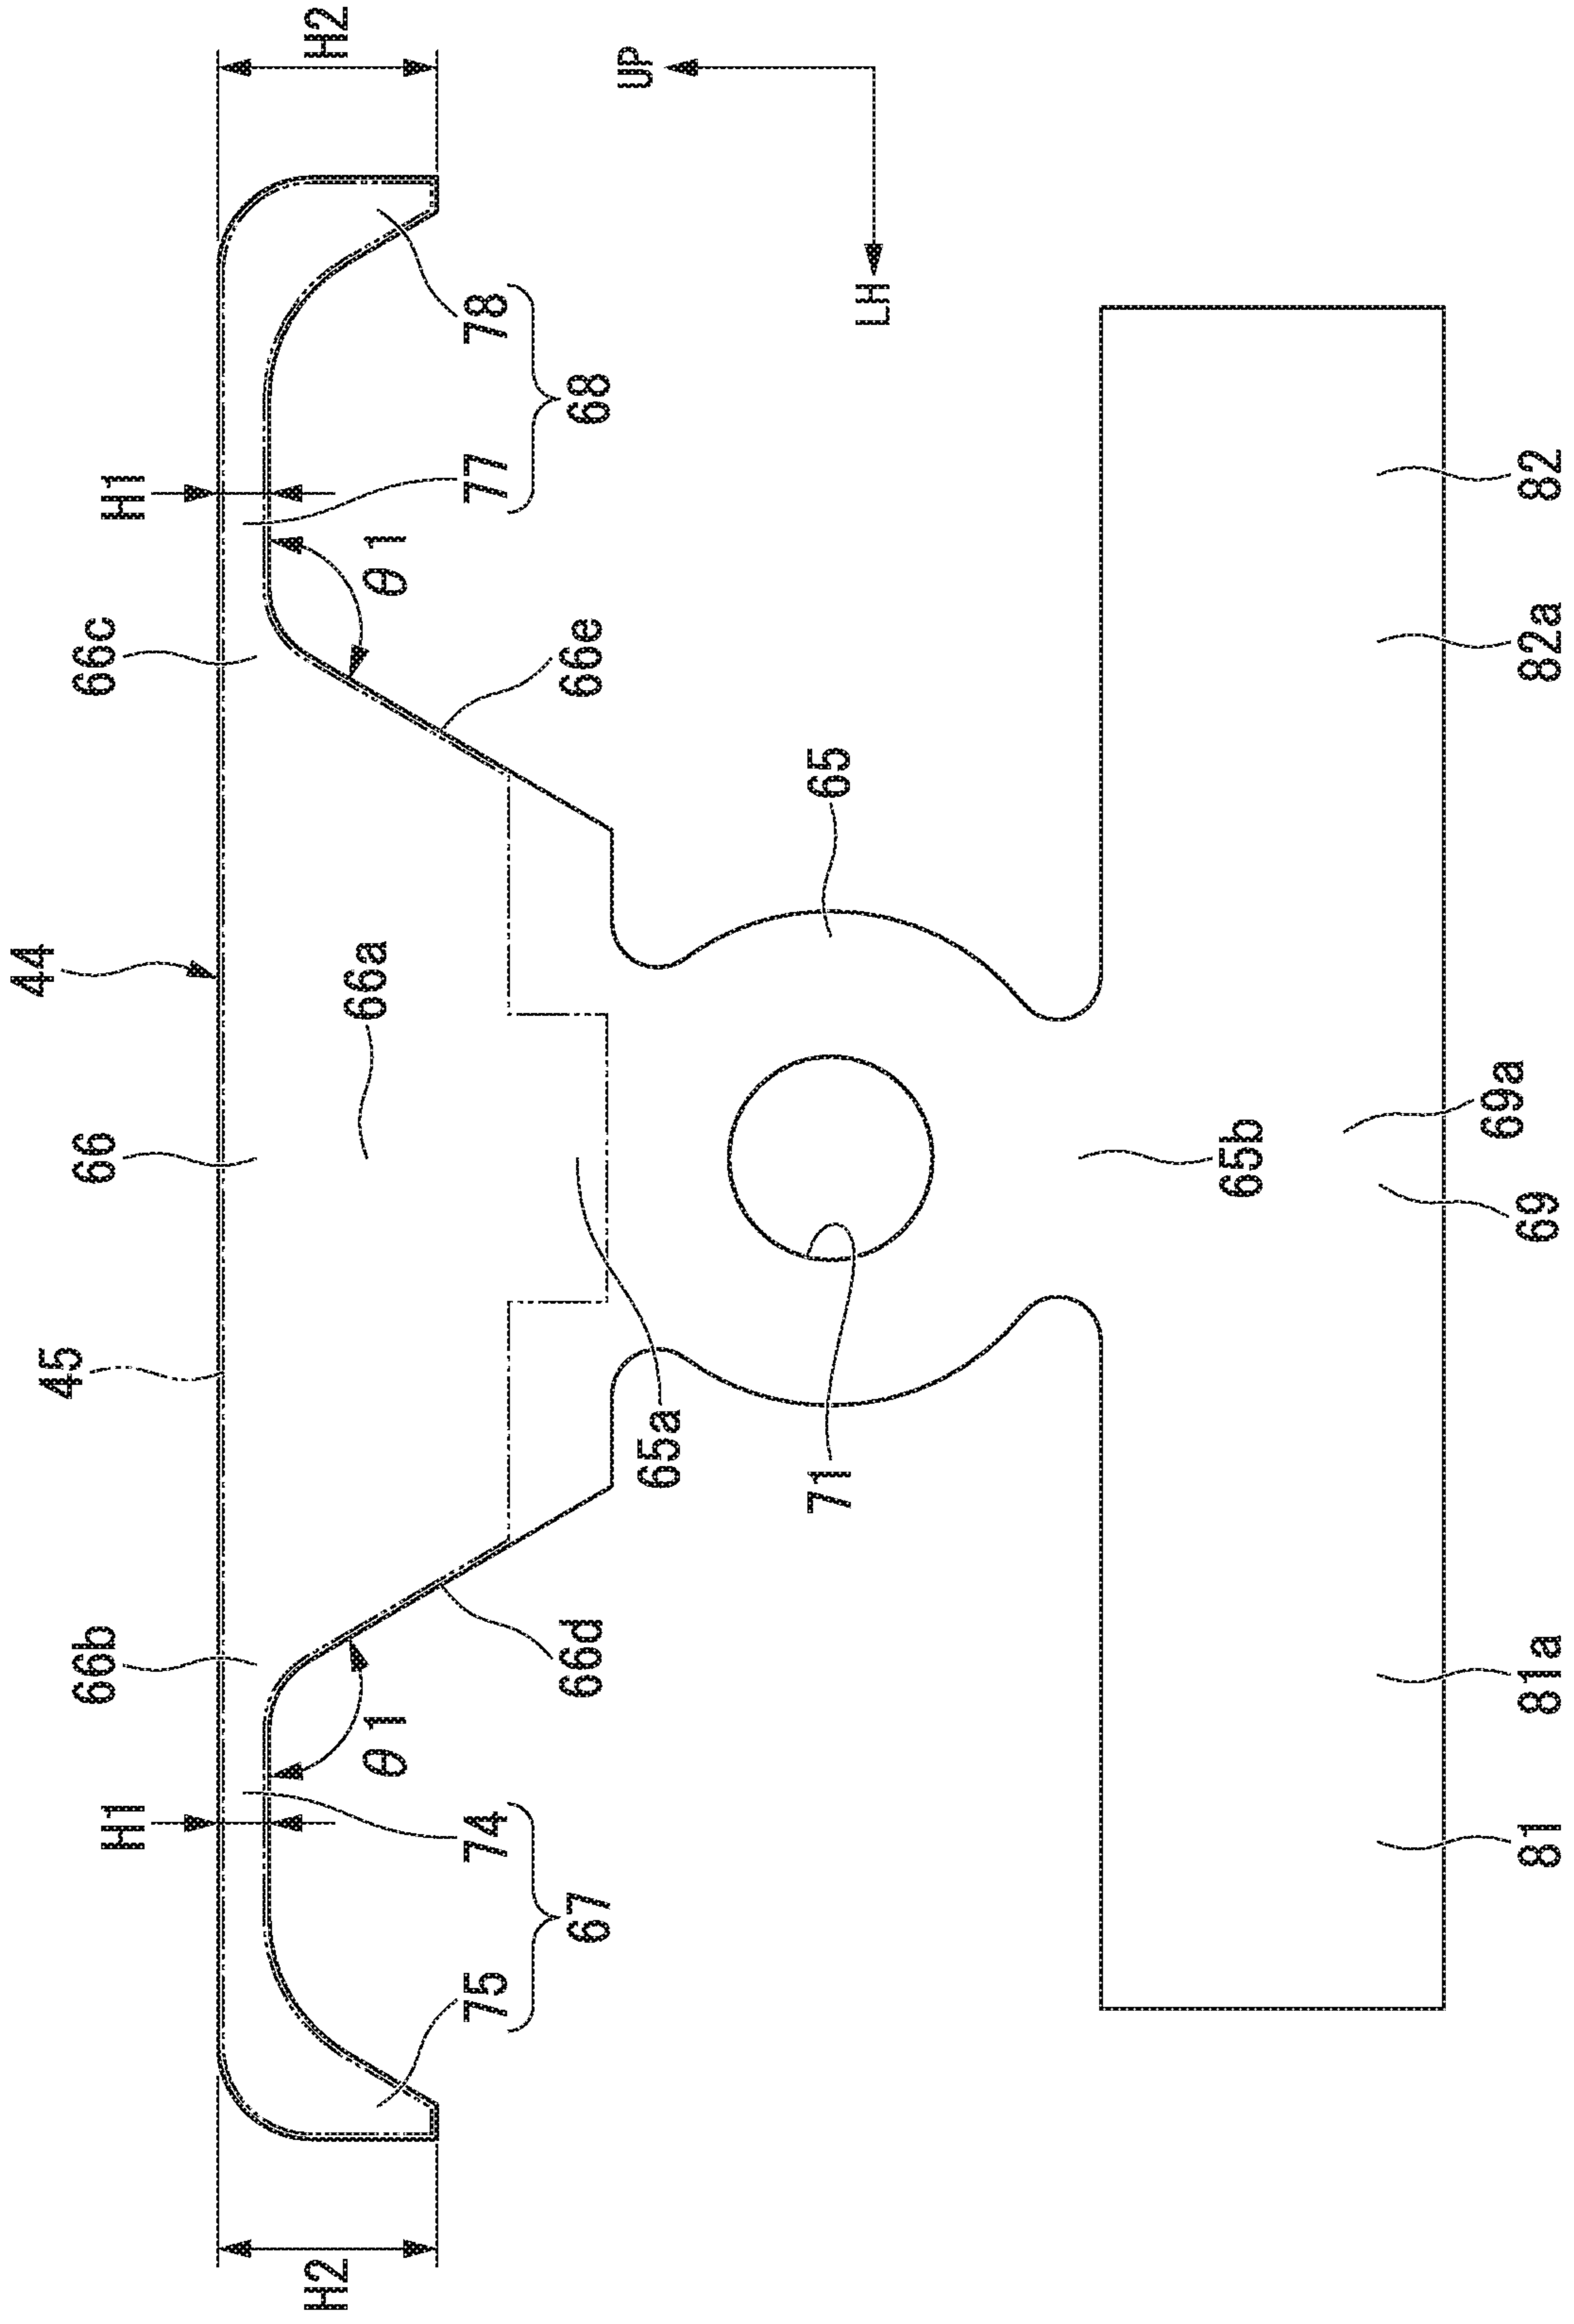 44
45
66b 66 66c
H1 H1
H2 H2
66a
θ1 θ1
75 74 77 78
66d 66e
67 68
UP
65a
71 65
LH
65b
69a
81 81a 69 82a 82